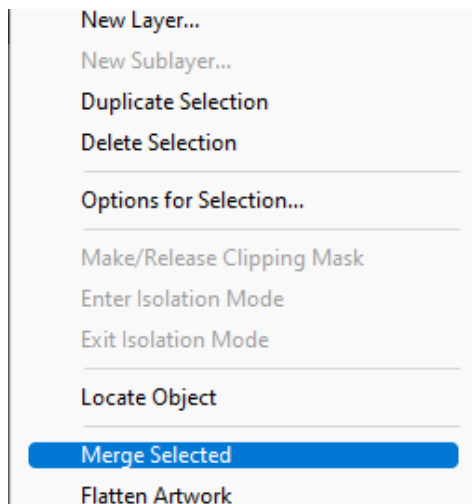 New Layer...
New Sublayer...
Duplicate Selection
Delete Selection
Options for Selection...
Make/Release Clipping Mask
Enter Isolation Mode
Exit Isolation Mode
Locate Object
Merge Selected
Flatten Artwork